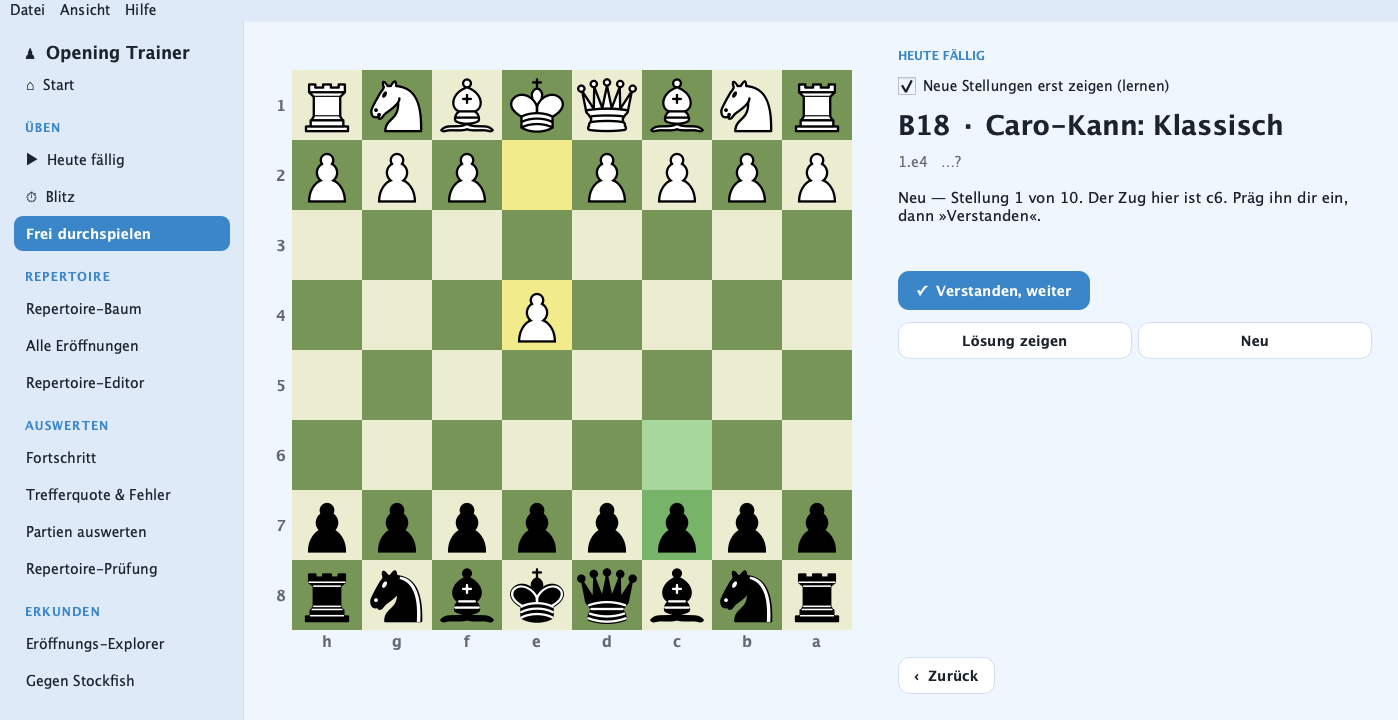 Datei Ansicht Hilfe
Opening Trainer
Start
ÜBEN
Heute fällig
Blitz
Frei durchspielen
REPERTOIRE
Repertoire-Baum
Alle Eröffnungen
Repertoire-Editor
AUSWERTEN
Fortschritt
Trefferquote & Fehler
Partien auswerten
Repertoire-Prüfung
ERKUNDEN
Eröffnungs-Explorer
Gegen Stockfish
1
2
3
4
5
6
7
8
h g f e d c b a
HEUTE FÄLLIG
Neue Stellungen erst zeigen (lernen)
B18 · Caro-Kann: Klassisch
1.e4 …?
Neu — Stellung 1 von 10. Der Zug hier ist c6. Präg ihn dir ein,
dann »Verstanden«.
✓ Verstanden, weiter
Lösung zeigen
Neu
‹ Zurück